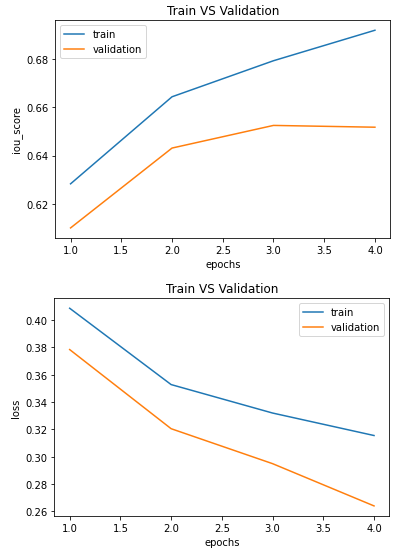 Train VS Validation
train
validation
iou_score
0.68
0.66
0.64
0.62
1.0 1.5 2.0 2.5 3.0 3.5 4.0
epochs
Train VS Validation
train
validation
loss
0.40
0.38
0.36
0.34
0.32
0.30
0.28
0.26
1.0 1.5 2.0 2.5 3.0 3.5 4.0
epochs